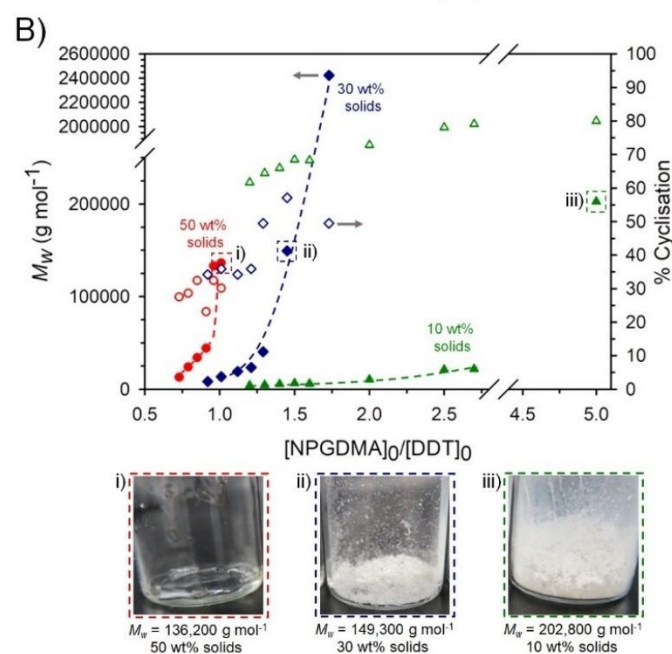 B)
2600000
2400000
2200000
2000000
200000
100000
0
Mw (g mol-1)
100
90
80
70
60
50
40
30
20
10
0
% Cyclisation
30 wt%
solids
50 wt%
solids
i)
ii)
iii)
10 wt%
solids
0.5 1.0 1.5 2.0 2.5 4.5 5.0
[NPGDMA]0/[DDT]0
i) ii) iii)
Mw = 136,200 g mol-1
50 wt% solids
Mw = 149,300 g mol-1
30 wt% solids
Mw = 202,800 g mol-1
10 wt% solids